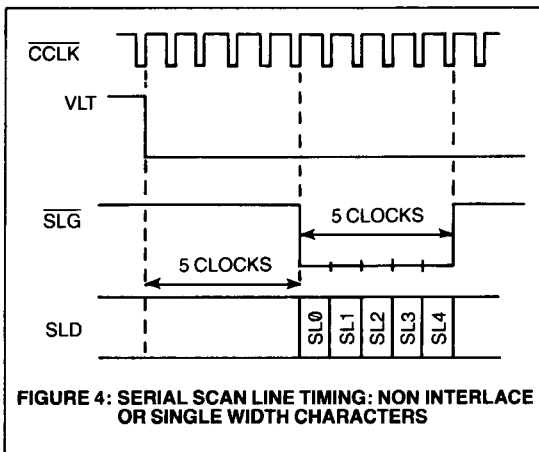 CCLK
VLT
SLG
5 CLOCKS
5 CLOCKS
SLD
SL0
SL1
SL2
SL3
SL4
FIGURE 4: SERIAL SCAN LINE TIMING: NON INTERLACE
OR SINGLE WIDTH CHARACTERS